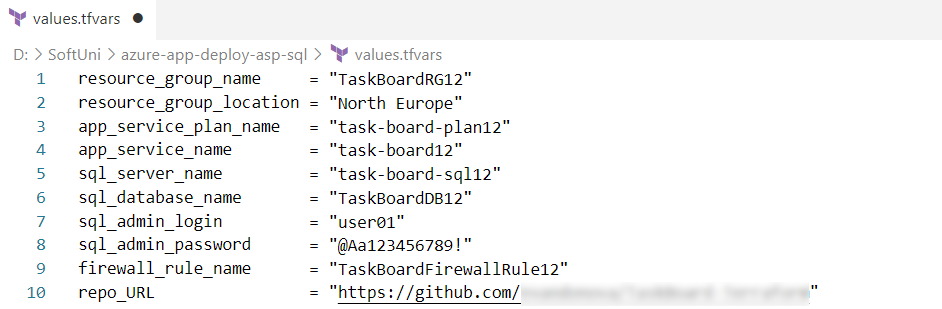 values.tfvars
D: > SoftUni > azure-app-deploy-asp-sql > values.tfvars
1 resource_group_name = "TaskBoardRG12"
2 resource_group_location = "North Europe"
3 app_service_plan_name = "task-board-plan12"
4 app_service_name = "task-board12"
5 sql_server_name = "task-board-sql12"
6 sql_database_name = "TaskBoardDB12"
7 sql_admin_login = "user01"
8 sql_admin_password = "@Aa123456789!"
9 firewall_rule_name = "TaskBoardFirewallRule12"
10 repo_URL = "https://github.com/"